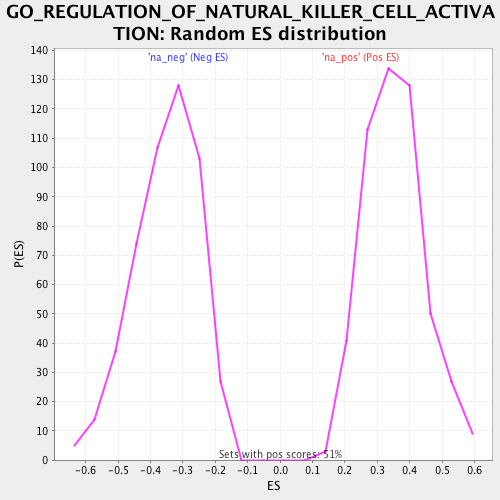 GO_REGULATION_OF_NATURAL_KILLER_CELL_ACTIVA
TION: Random ES distribution
'na_neg' (Neg ES) 'na_pos' (Pos ES)
140
130
120
110
100
90
80
70
60
50
40
30
20
10
0
P(ES)
Sets with pos scores: 51%
-0.6 -0.5 -0.4 -0.3 -0.2 -0.1 0.0 0.1 0.2 0.3 0.4 0.5 0.6
ES